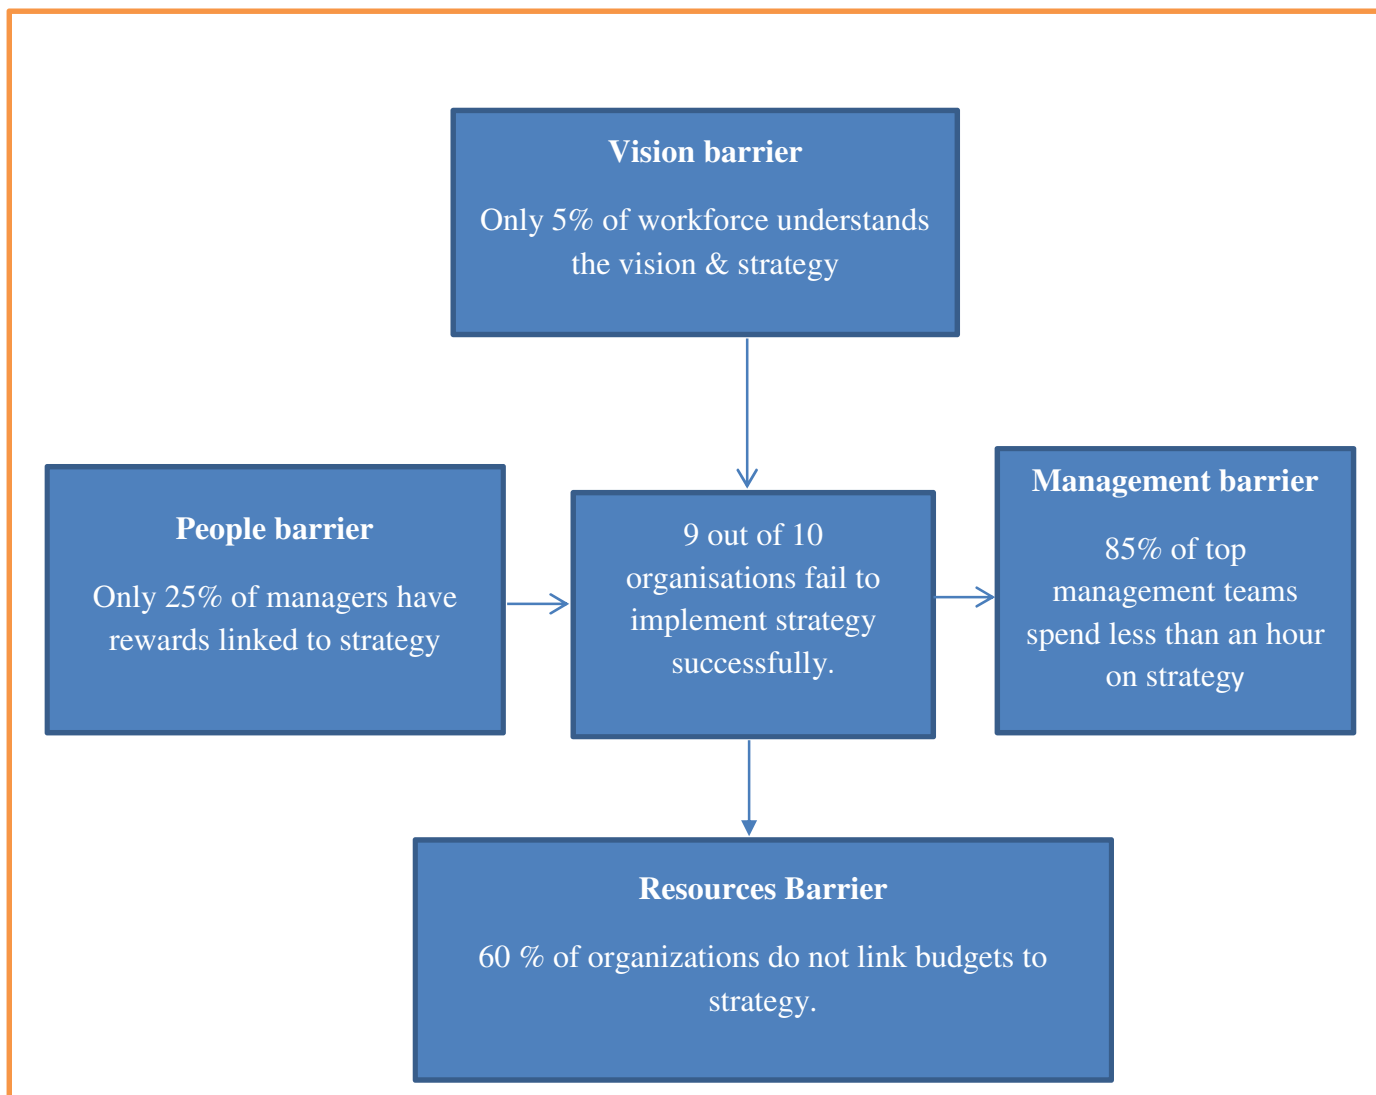 Vision barrier
Only 5% of workforce understands
the vision & strategy
People barrier
Only 25% of managers have
rewards linked to strategy
9 out of 10
organisations fail to
implement strategy
successfully.
Management barrier
85% of top
management teams
spend less than an hour
on strategy
Resources Barrier
60 % of organizations do not link budgets to
strategy.